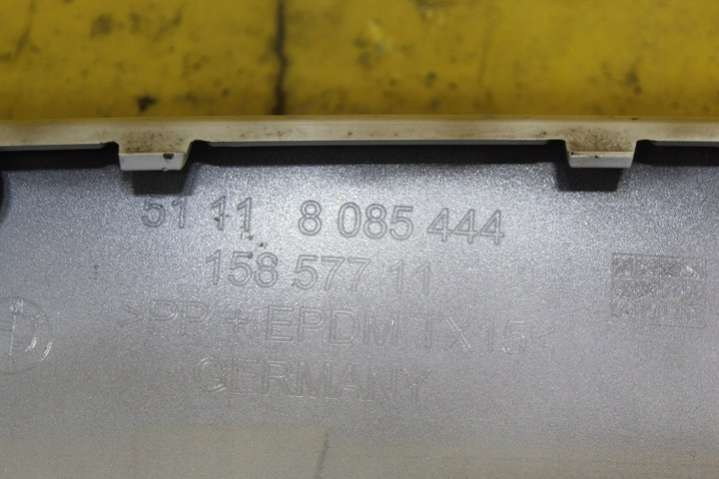 51 11 8 085 444
158 577 11
>PP + EPDM TX15<
GERMANY